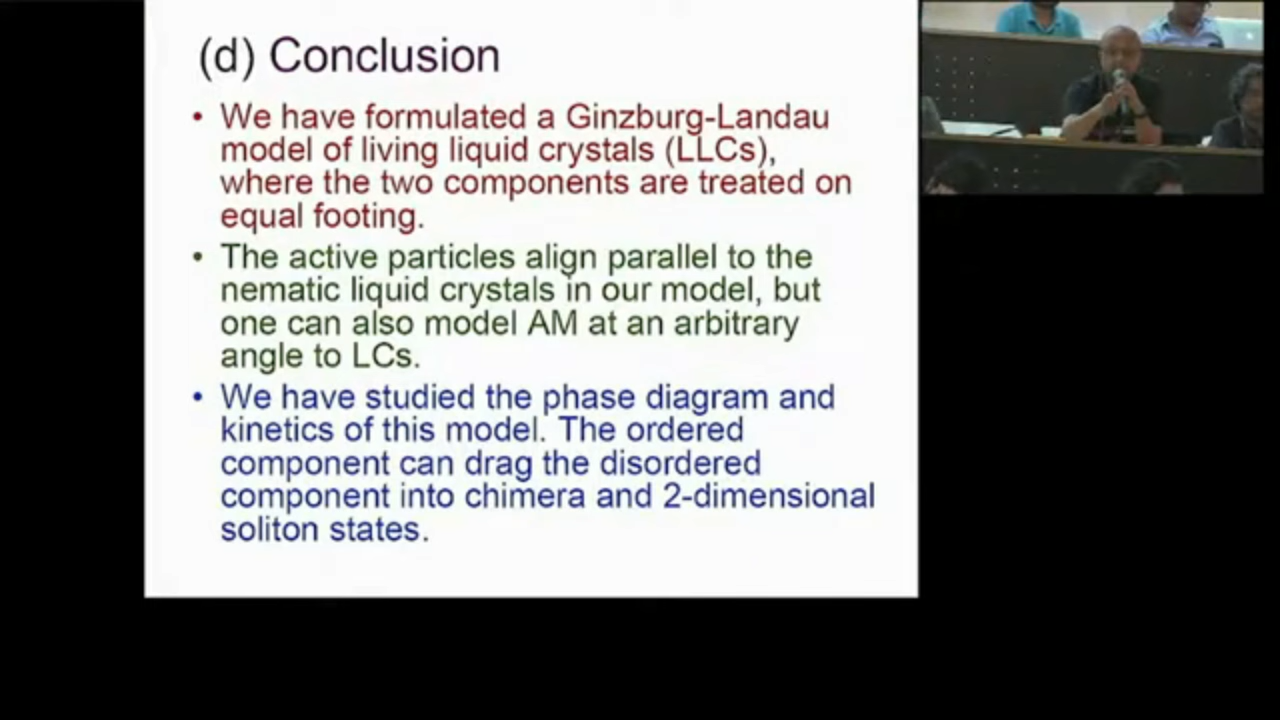 (d) Conclusion
• We have formulated a Ginzburg-Landau
model of living liquid crystals (LLCs),
where the two components are treated on
equal footing.
• The active particles align parallel to the
nematic liquid crystals in our model, but
one can also model AM at an arbitrary
angle to LCs.
• We have studied the phase diagram and
kinetics of this model. The ordered
component can drag the disordered
component into chimera and 2-dimensional
soliton states.